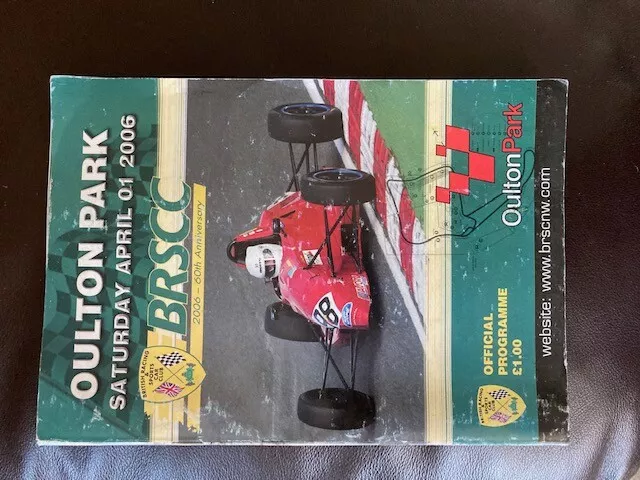 OULTON PARK
SATURDAY APRIL 01 2006
BRSCC
2006 - 60th Anniversary
BRITISH RACING & SPORTS CAR CLUB
18
OultonPark
OFFICIAL
PROGRAMME
£1.00
website: www.brscnw.com